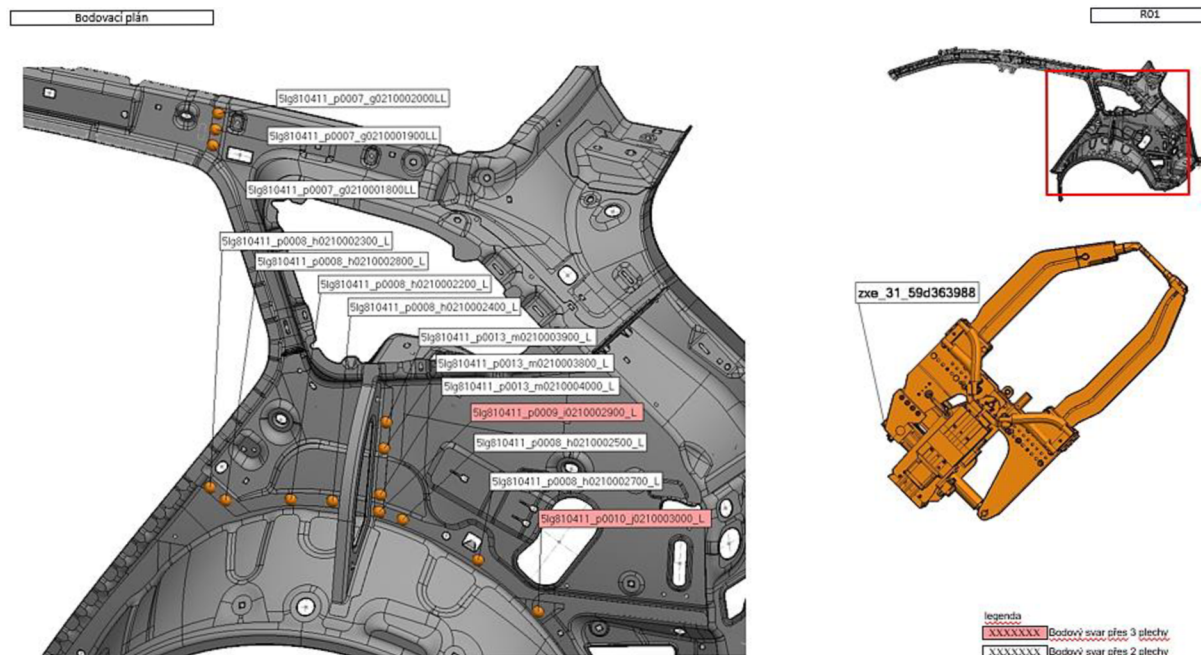 Bodovací plán
R01
5lg810411_p0007_g0210002000LL
5lg810411_p0007_g0210001900LL
5lg810411_p0007_g0210001800LL
5lg810411_p0008_h0210002300_L
5lg810411_p0008_h0210002800_L
5lg810411_p0008_h0210002200_L
5lg810411_p0008_h0210002400_L
5lg810411_p0013_m0210003900_L
5lg810411_p0013_m0210003800_L
5lg810411_p0013_m0210004000_L
5lg810411_p0009_i0210002900_L
5lg810411_p0008_h0210002500_L
5lg810411_p0008_h0210002700_L
5lg810411_p0010_j0210003000_L
zxe_31_59d363988
legenda
XXXXXXX Bodový svar přes 3 plechy
XXXXXXX Bodový svar přes 2 plechy